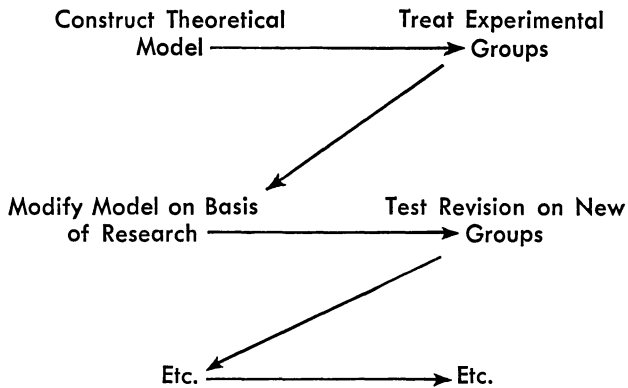 Construct Theoretical
Model
Treat Experimental
Groups
Modify Model on Basis
of Research
Test Revision on New
Groups
Etc.
Etc.